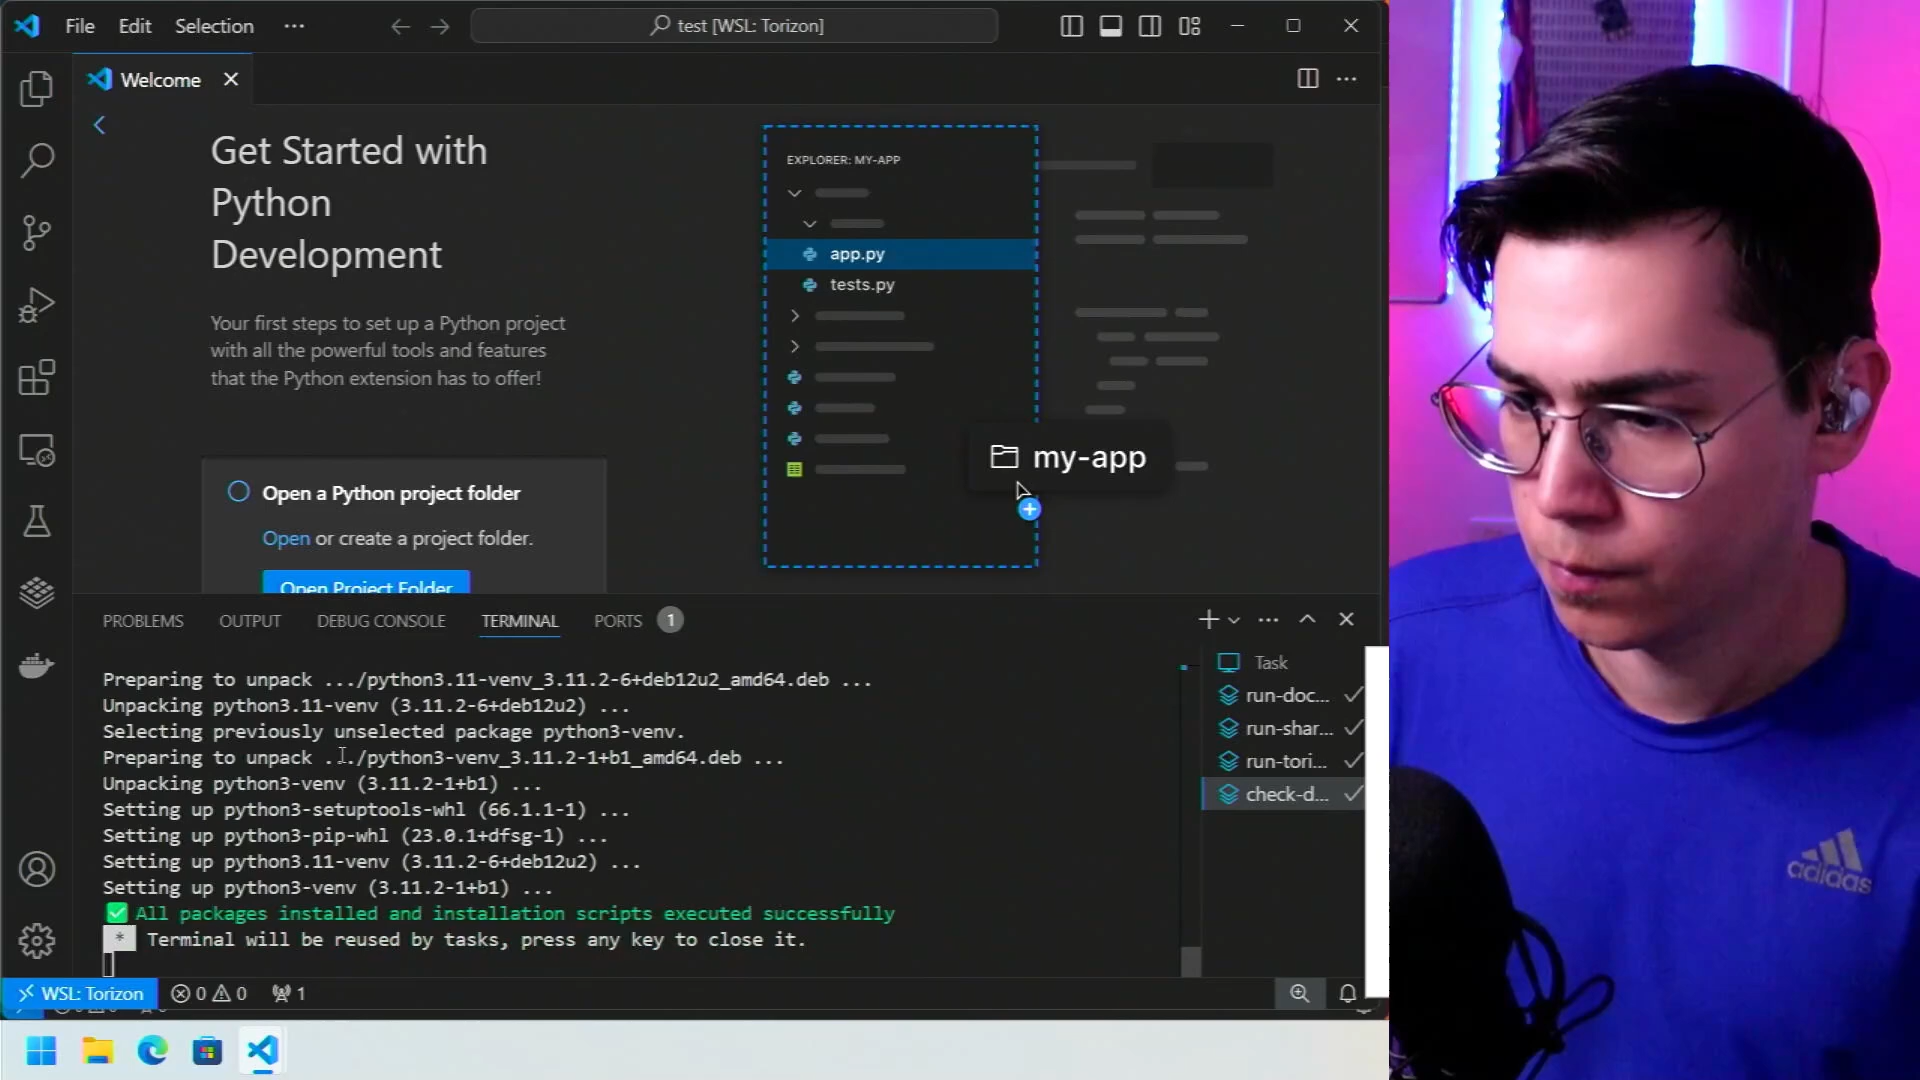 File Edit Selection ···
test [WSL: Torizon]
Welcome
Get Started with
Python
Development
Your first steps to set up a Python project
with all the powerful tools and features
that the Python extension has to offer!
Open a Python project folder
Open or create a project folder.
Open Project Folder
EXPLORER: MY-APP
app.py
tests.py
my-app
PROBLEMS OUTPUT DEBUG CONSOLE TERMINAL PORTS 1
Preparing to unpack .../python3.11-venv_3.11.2-6+deb12u2_amd64.deb ...
Unpacking python3.11-venv (3.11.2-6+deb12u2) ...
Selecting previously unselected package python3-venv.
Preparing to unpack .../python3-venv_3.11.2-1+b1_amd64.deb ...
Unpacking python3-venv (3.11.2-1+b1) ...
Setting up python3-setuptools-whl (66.1.1-1) ...
Setting up python3-pip-whl (23.0.1+dfsg-1) ...
Setting up python3.11-venv (3.11.2-6+deb12u2) ...
Setting up python3-venv (3.11.2-1+b1) ...
✅ All packages installed and installation scripts executed successfully
* Terminal will be reused by tasks, press any key to close it.
Task
run-doc...
run-shar...
run-tori...
check-d...
WSL: Torizon 0 0 1
adidas